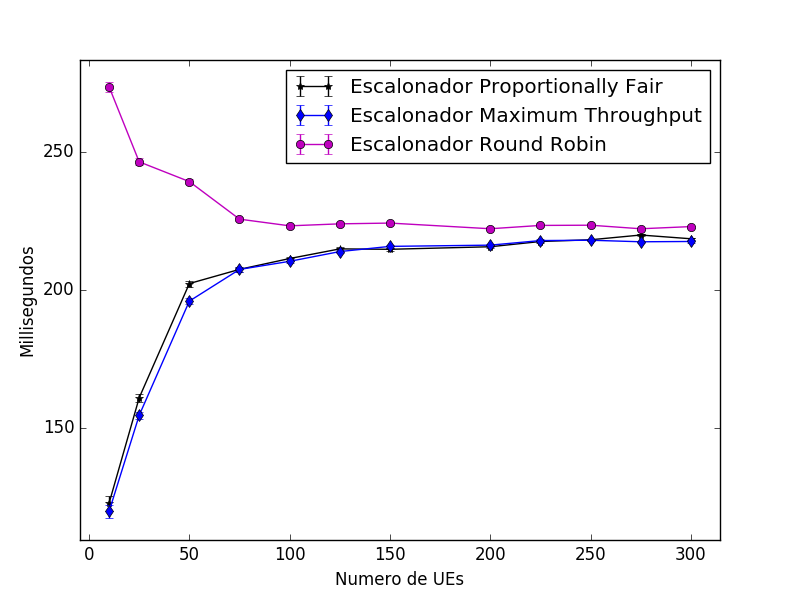 Escalonador Proportionally Fair
Escalonador Maximum Throughput
Escalonador Round Robin
250
200
150
Millisegundos
0 50 100 150 200 250 300
Numero de UEs